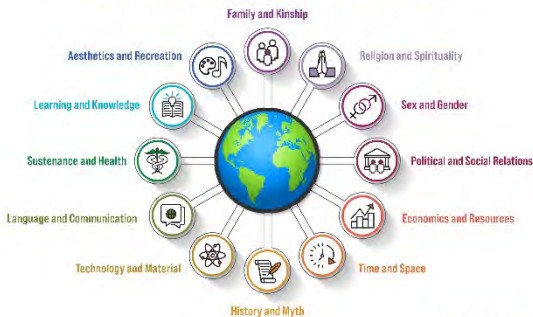 Family and Kinship
Aesthetics and Recreation
Religion and Spirituality
Learning and Knowledge
Sex and Gender
Sustenance and Health
Political and Social Relations
Language and Communication
Economics and Resources
Technology and Material
Time and Space
History and Myth